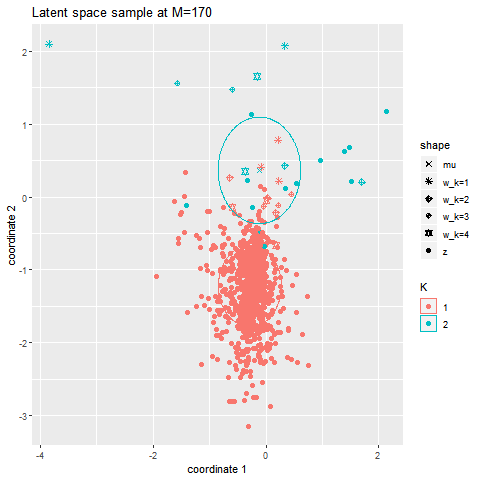 Latent space sample at M=170
coordinate 2
2
1
0
-1
-2
-3
-4
-2
0
2
coordinate 1
shape
mu
w_k=1
w_k=2
w_k=3
w_k=4
z
K
1
2